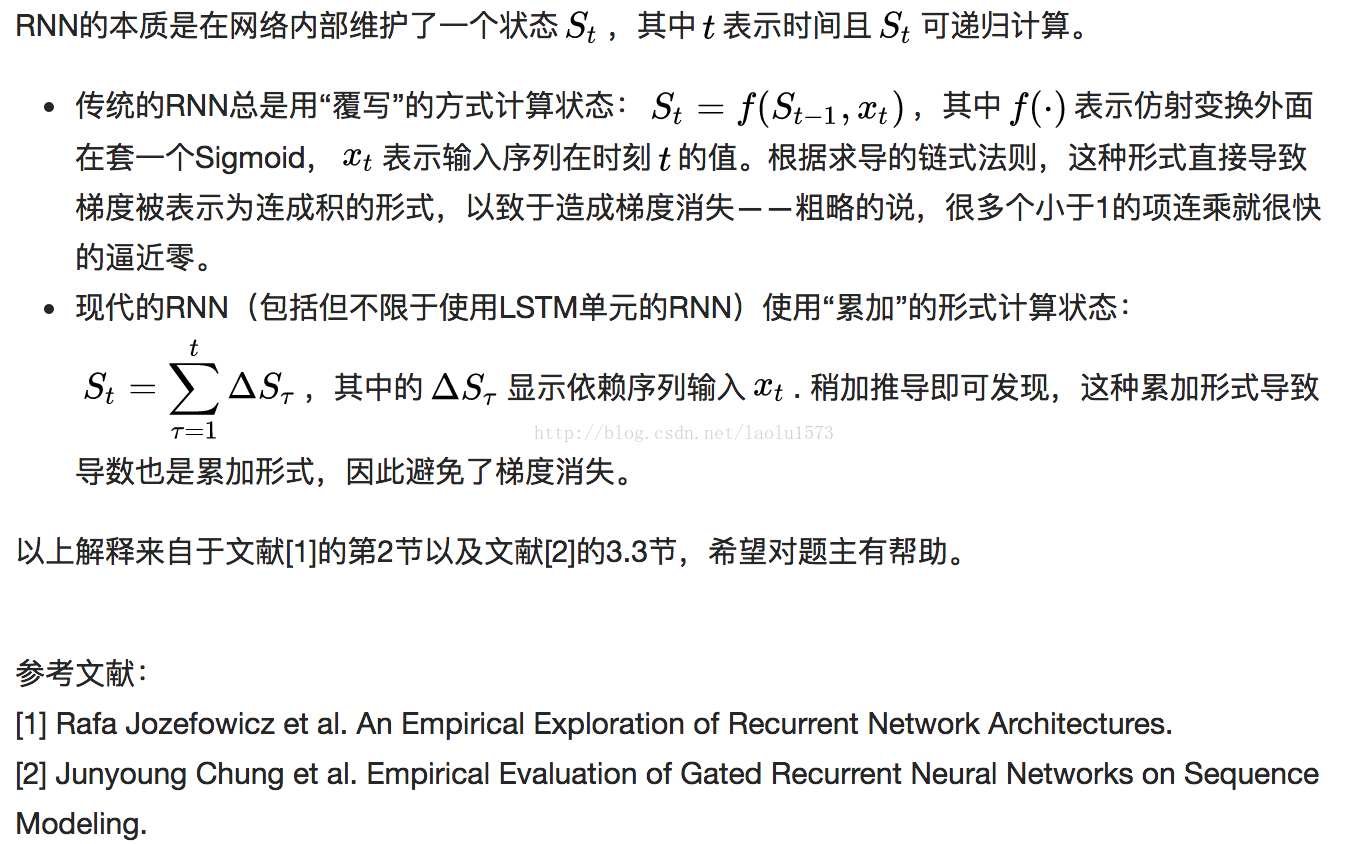 RNN的本质是在网络内部维护了一个状态 S_t ，其中 t 表示时间且 S_t 可递归计算。
• 传统的RNN总是用“覆写”的方式计算状态： S_t = f(S_{t−1}, x_t) ，其中 f(·) 表示仿射变换外面
在套一个Sigmoid， x_t 表示输入序列在时刻 t 的值。根据求导的链式法则，这种形式直接导致
梯度被表示为连成积的形式，以致于造成梯度消失——粗略的说，很多个小于1的项连乘就很快
的逼近零。
• 现代的RNN（包括但不限于使用LSTM单元的RNN）使用“累加”的形式计算状态：
S_t = \sum_{τ=1}^{t} ΔS_τ ，其中的 ΔS_τ 显示依赖序列输入 x_t . 稍加推导即可发现，这种累加形式导致
http://blog.csdn.net/laolu1573
导数也是累加形式，因此避免了梯度消失。
以上解释来自于文献[1]的第2节以及文献[2]的3.3节，希望对题主有帮助。
参考文献：
[1] Rafa Jozefowicz et al. An Empirical Exploration of Recurrent Network Architectures.
[2] Junyoung Chung et al. Empirical Evaluation of Gated Recurrent Neural Networks on Sequence
Modeling.